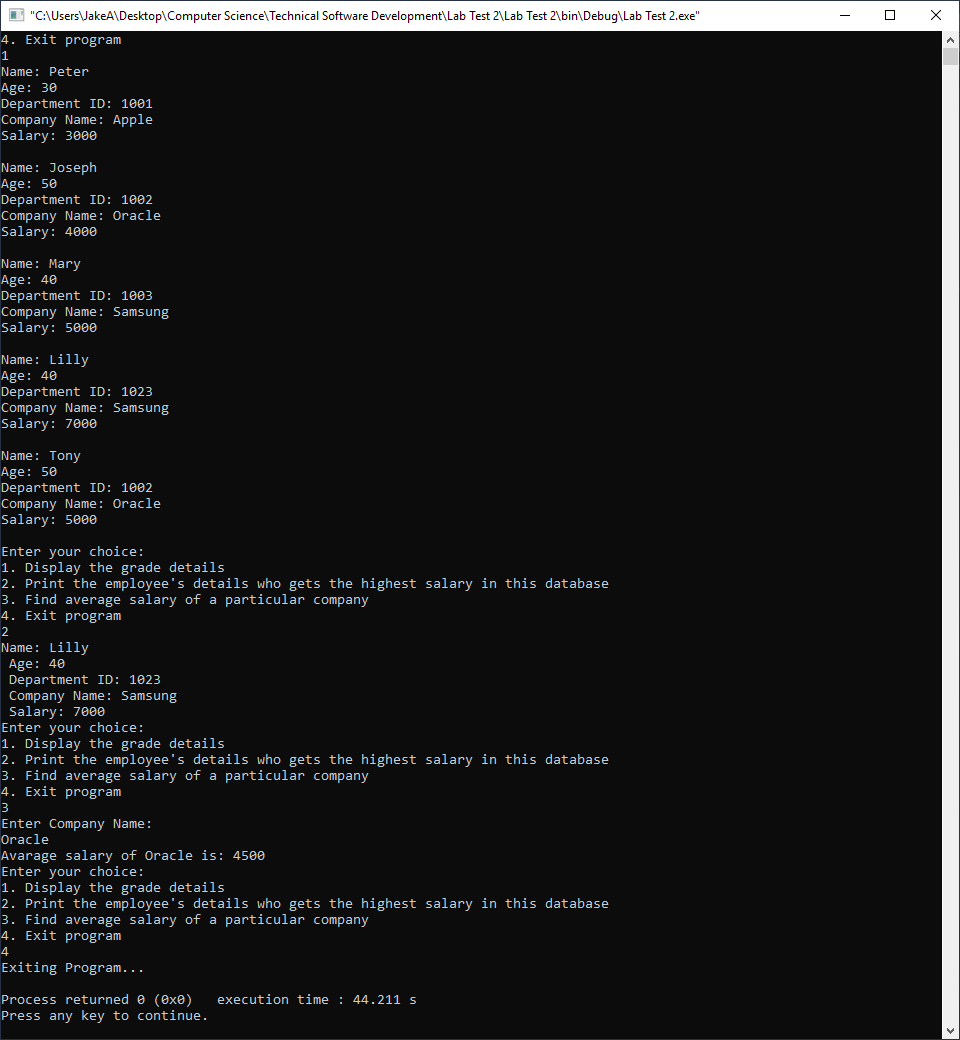 "C:\Users\JakeA\Desktop\Computer Science\Technical Software Development\Lab Test 2\Lab Test 2\bin\Debug\Lab Test 2.exe"
4. Exit program
1
Name: Peter
Age: 30
Department ID: 1001
Company Name: Apple
Salary: 3000

Name: Joseph
Age: 50
Department ID: 1002
Company Name: Oracle
Salary: 4000

Name: Mary
Age: 40
Department ID: 1003
Company Name: Samsung
Salary: 5000

Name: Lilly
Age: 40
Department ID: 1023
Company Name: Samsung
Salary: 7000

Name: Tony
Age: 50
Department ID: 1002
Company Name: Oracle
Salary: 5000

Enter your choice:
1. Display the grade details
2. Print the employee's details who gets the highest salary in this database
3. Find average salary of a particular company
4. Exit program
2
Name: Lilly
 Age: 40
 Department ID: 1023
 Company Name: Samsung
 Salary: 7000
Enter your choice:
1. Display the grade details
2. Print the employee's details who gets the highest salary in this database
3. Find average salary of a particular company
4. Exit program
3
Enter Company Name:
Oracle
Avarage salary of Oracle is: 4500
Enter your choice:
1. Display the grade details
2. Print the employee's details who gets the highest salary in this database
3. Find average salary of a particular company
4. Exit program
4
Exiting Program...

Process returned 0 (0x0)   execution time : 44.211 s
Press any key to continue.